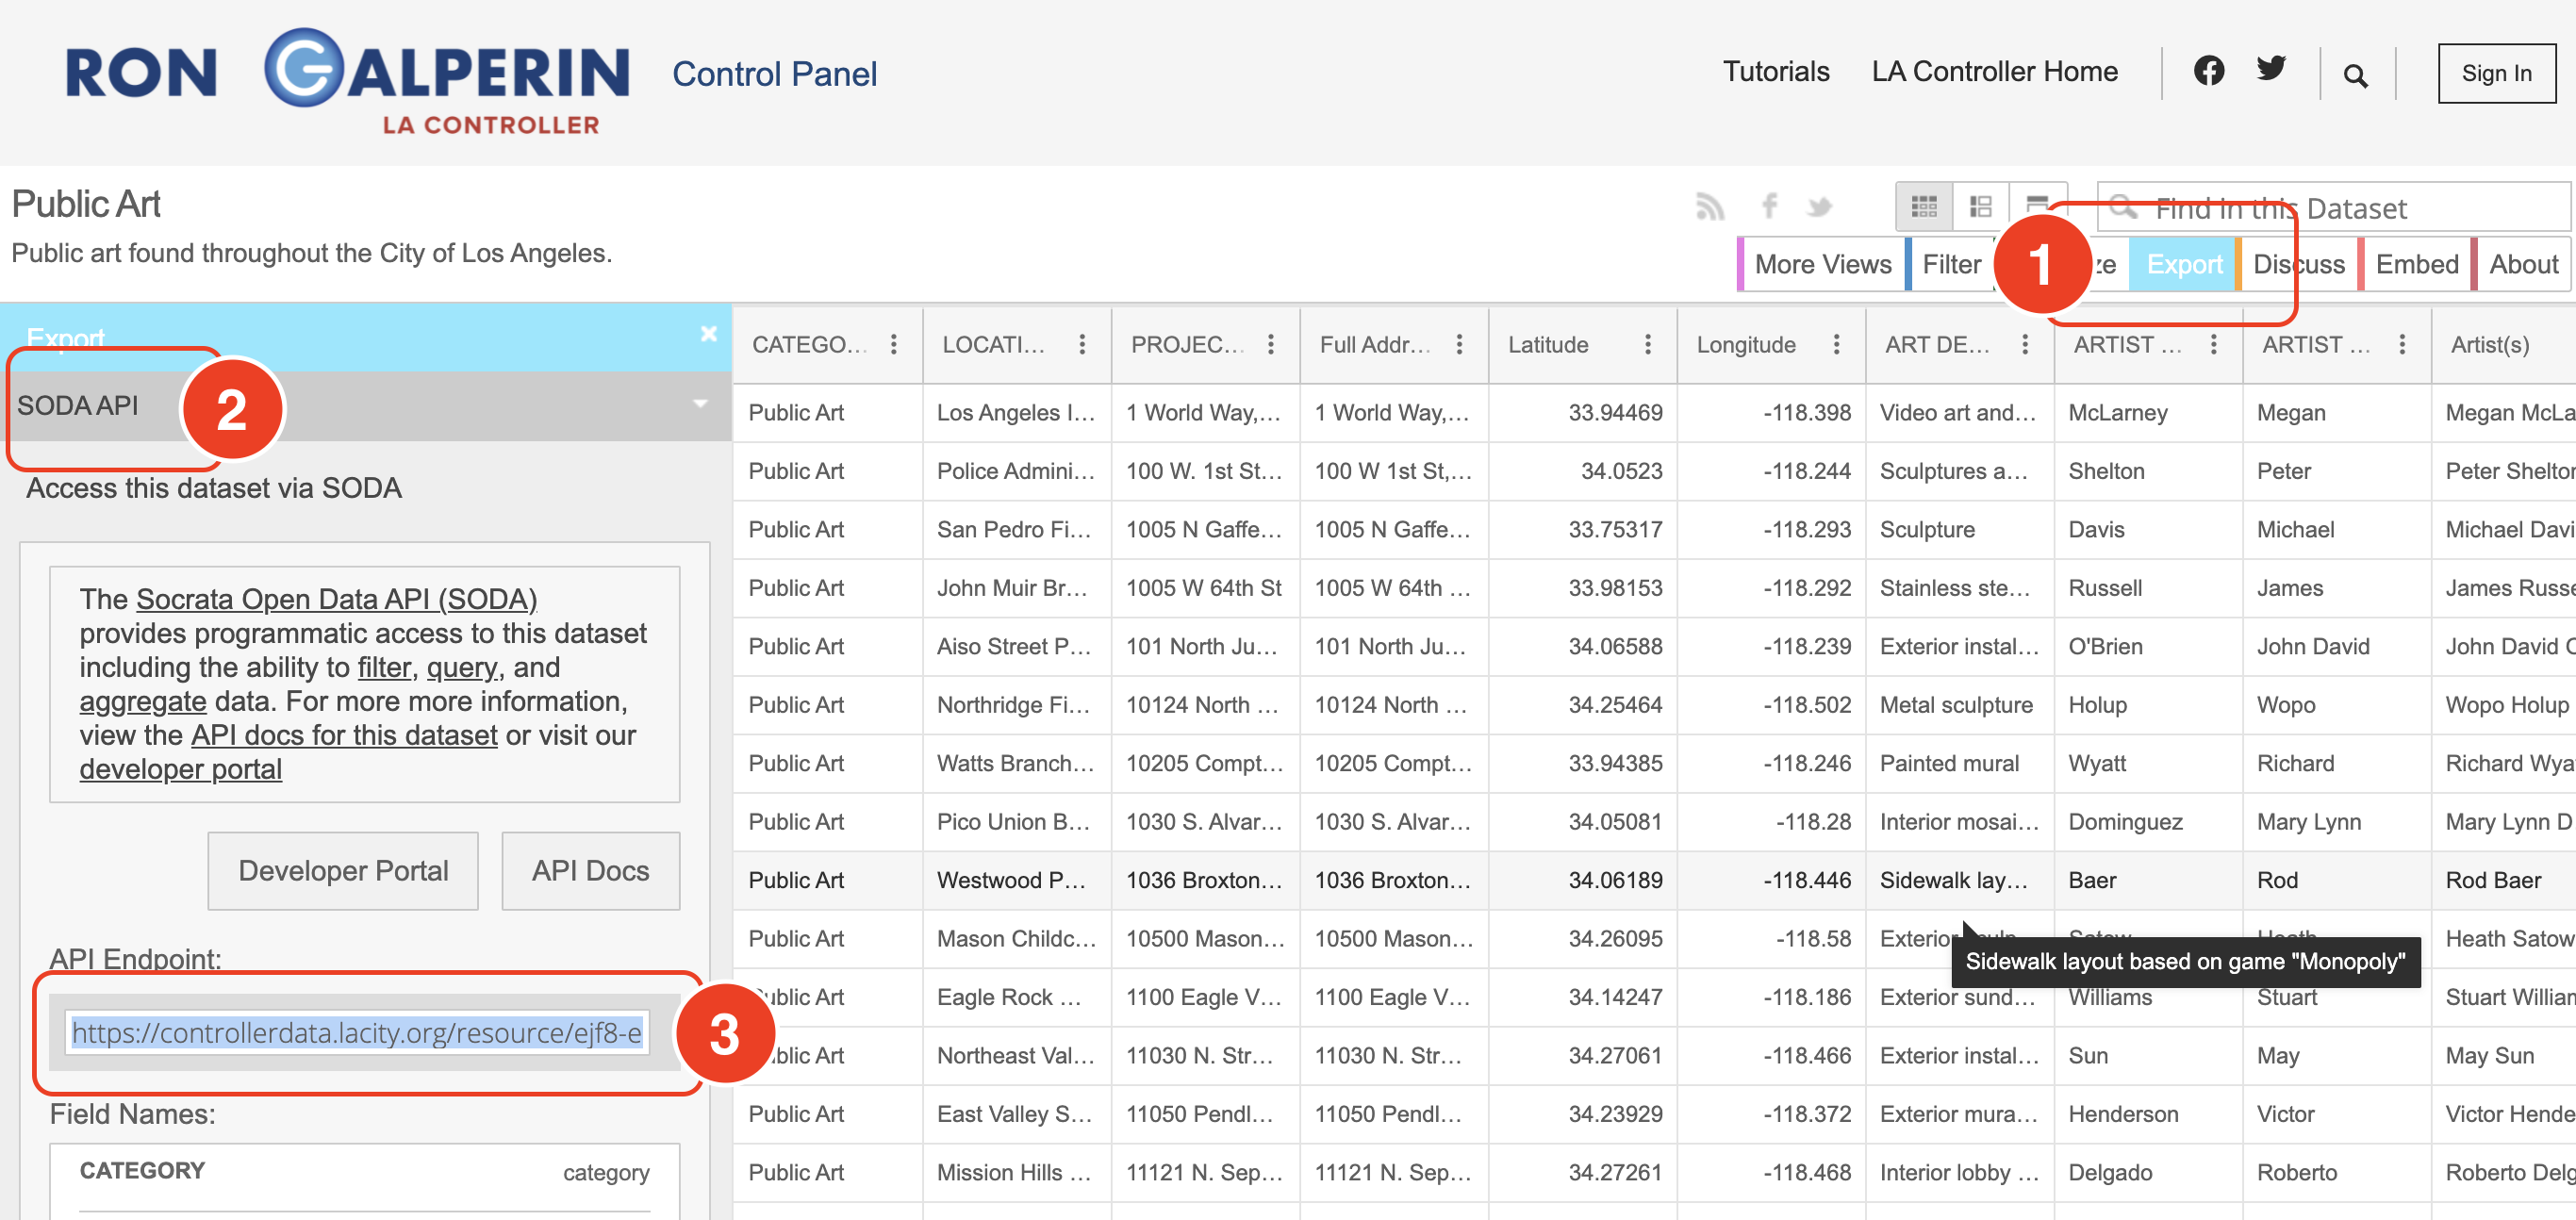 RON GALPERIN Control Panel
LA CONTROLLER
Tutorials LA Controller Home Sign In
Public Art
Public art found throughout the City of Los Angeles.
Find in this Dataset
More Views Filter 1 ze Export Discuss Embed About
Export
2
SODA API
Access this dataset via SODA
The Socrata Open Data API (SODA)
provides programmatic access to this dataset
including the ability to filter, query, and
aggregate data. For more more information,
view the API docs for this dataset or visit our
developer portal
Developer Portal API Docs
API Endpoint:
https://controllerdata.lacity.org/resource/ejf8-e
3
Field Names:
CATEGORY category
CATEGO... LOCATI... PROJEC... Full Addr... Latitude Longitude ART DE... ARTIST ... ARTIST ... Artist(s)
Public Art Los Angeles I... 1 World Way,... 1 World Way,... 33.94469 -118.398 Video art and... McLarney Megan Megan McLa
Public Art Police Admini... 100 W. 1st St... 100 W 1st St,... 34.0523 -118.244 Sculptures a... Shelton Peter Peter Shelton
Public Art San Pedro Fi... 1005 N Gaffe... 1005 N Gaffe... 33.75317 -118.293 Sculpture Davis Michael Michael Davi
Public Art John Muir Br... 1005 W 64th St 1005 W 64th ... 33.98153 -118.292 Stainless ste... Russell James James Russe
Public Art Aiso Street P... 101 North Ju... 101 North Ju... 34.06588 -118.239 Exterior instal... O'Brien John David John David O
Public Art Northridge Fi... 10124 North ... 10124 North ... 34.25464 -118.502 Metal sculpture Holup Wopo Wopo Holup
Public Art Watts Branch... 10205 Compt... 10205 Compt... 33.94385 -118.246 Painted mural Wyatt Richard Richard Wya
Public Art Pico Union B... 1030 S. Alvar... 1030 S. Alvar... 34.05081 -118.28 Interior mosai... Dominguez Mary Lynn Mary Lynn D
Public Art Westwood P... 1036 Broxton... 1036 Broxton... 34.06189 -118.446 Sidewalk lay... Baer Rod Rod Baer
Public Art Mason Childc... 10500 Mason... 10500 Mason... 34.26095 -118.58 Exterior Satow Heath Heath Satow
Sidewalk layout based on game "Monopoly"
Public Art Eagle Rock ... 1100 Eagle V... 1100 Eagle V... 34.14247 -118.186 Exterior sund... Williams Stuart Stuart William
Public Art Northeast Val... 11030 N. Str... 11030 N. Str... 34.27061 -118.466 Exterior instal... Sun May May Sun
Public Art East Valley S... 11050 Pendl... 11050 Pendl... 34.23929 -118.372 Exterior mura... Henderson Victor Victor Hende
Public Art Mission Hills ... 11121 N. Sep... 11121 N. Sep... 34.27261 -118.468 Interior lobby ... Delgado Roberto Roberto Delg